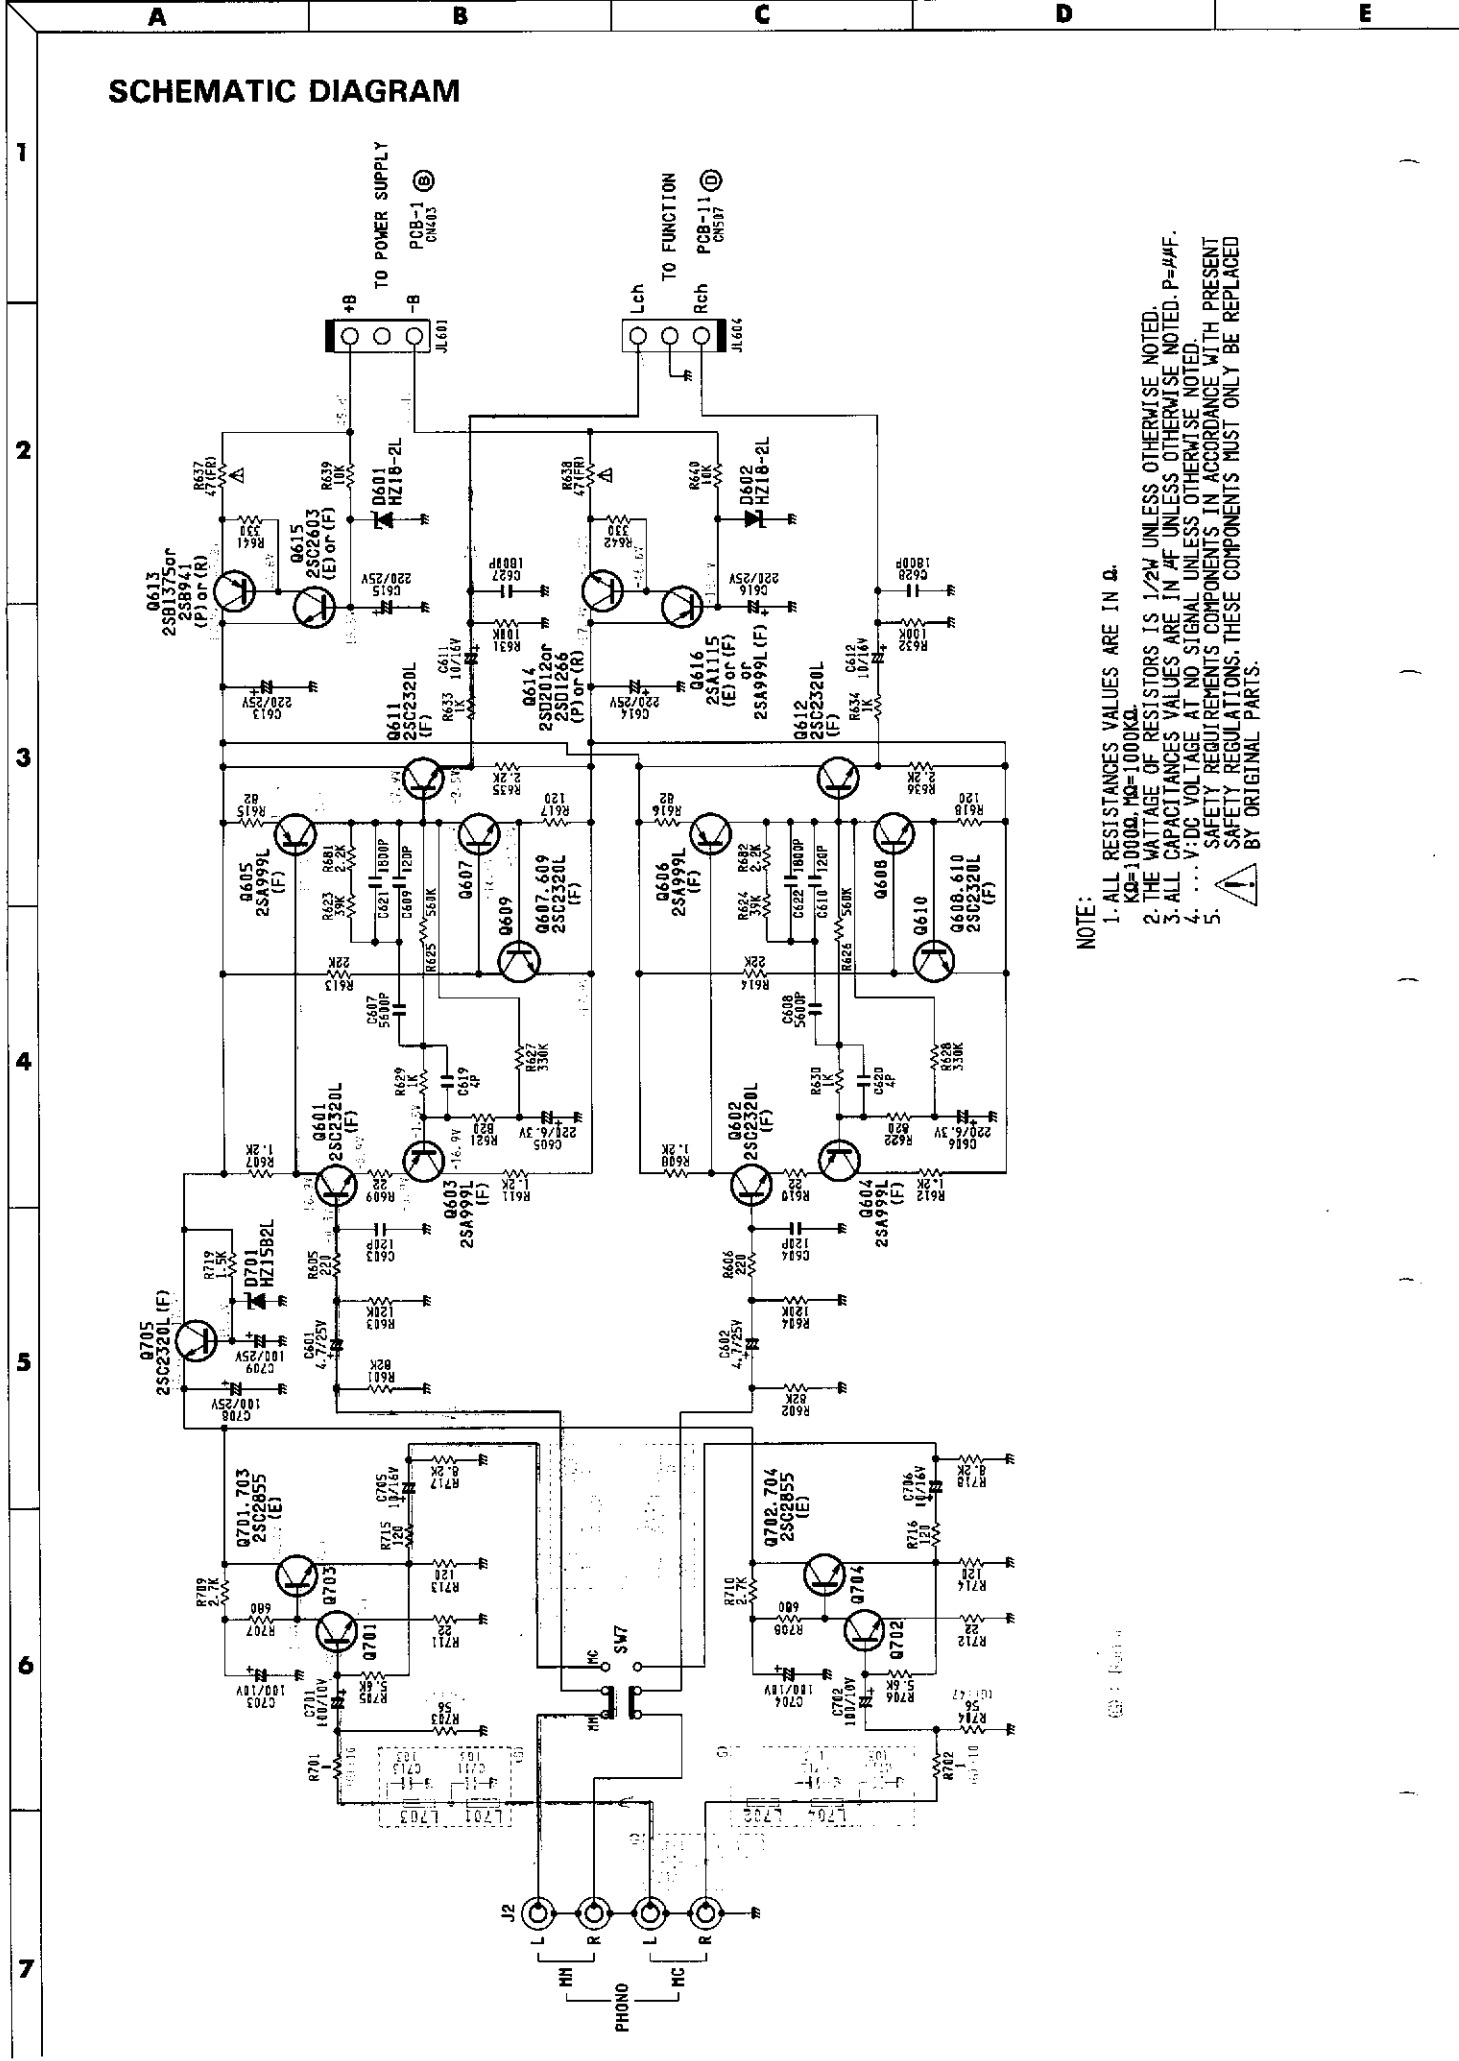 A B C D E
SCHEMATIC DIAGRAM
1
2
3
4
5
6
7
+B
-B
JL601
TO POWER SUPPLY
PCB-1 Ⓑ
CN403
Lch
Rch
JL604
TO FUNCTION
PCB-11 Ⓓ
CN507
R637
47(FR)
R639
10K
D601
HZ18-2L
R638
47(FR)
R640
10K
D602
HZ18-2L
Q613
2SB1375or
2SB941
(P)or(R)
R641
330
Q615
2SC2603
(E)or(F)
C615
220/25V
C627
1800P
R642
330
C616
220/25V
C628
1800P
C613
220/25V
C611
10/16V
R631
100K
R633
1K
Q614
2SD2012or
2SD1266
(P)or(R)
C614
220/25V
Q616
2SA1115
(E)or(F)
or
2SA999L(F)
C612
10/16V
R632
100K
R634
1K
Q611
2SC2320L
(F)
Q612
2SC2320L
(F)
R615
82
R635
2.2K
R617
120
R616
82
R636
2.2K
R618
120
Q605
2SA999L
(F)
R681
2.2K
R623
39K
C621
1800P
C609
120P
R625
560K
Q607
Q609
Q607.609
2SC2320L
(F)
Q606
2SA999L
(F)
R682
2.2K
R624
39K
C622
1800P
C610
120P
R626
560K
Q608
Q610
Q608.610
2SC2320L
(F)
R613
22K
C607
5600P
R614
22K
C608
5600P
R629
1K
C619
4P
R627
330K
R630
1K
C620
4P
R628
330K
R607
1.2K
Q601
2SC2320L
(F)
R609
22
-16.9V
R621
820
C605
220/6.3V
Q603
2SA999L
(F)
R611
1.2K
R608
1.2K
Q602
2SC2320L
(F)
R610
22
R622
820
C606
220/6.3V
Q604
2SA999L
(F)
R612
1.2K
R719
1.5K
D701
HZ15B2L
R605
220
C603
120P
R606
220
C604
120P
Q705
2SC2320L(F)
C709
100/25V
C708
100/25V
C601
4.7/25V
R603
120K
R601
82K
C602
4.7/25V
R604
120K
R602
82K
Q701.703
2SC2855
(E)
C705
10/16V
R717
8.2K
R715
120
R713
120
Q702.704
2SC2855
(E)
C706
10/16V
R718
8.2K
R716
120
R714
120
R709
2.7K
R707
680
Q703
Q701
R711
22
R710
2.7K
R708
680
Q704
Q702
R712
22
C703
100/10V
C701
100/10V
R705
5.6K
R703
56
MC
MM
SW7
C704
100/10V
C702
100/10V
R706
5.6K
R704
56
R701
1
L703
L701
L702
L704
R702
1
J2
L
R
L
R
MM
MC
PHONO
NOTE:
1. ALL RESISTANCES VALUES ARE IN Ω.
KΩ=1000Ω,MΩ=1000KΩ.
2. THE WATTAGE OF RESISTORS IS 1/2W UNLESS OTHERWISE NOTED.
3. ALL CAPACITANCES VALUES ARE IN μF UNLESS OTHERWISE NOTED. P=μμF.
4. ...V:DC VOLTAGE AT NO SIGNAL UNLESS OTHERWISE NOTED.
5. SAFETY REQUIREMENTS COMPONENTS IN ACCORDANCE WITH PRESENT
SAFETY REGULATIONS. THESE COMPONENTS MUST ONLY BE REPLACED
BY ORIGINAL PARTS.